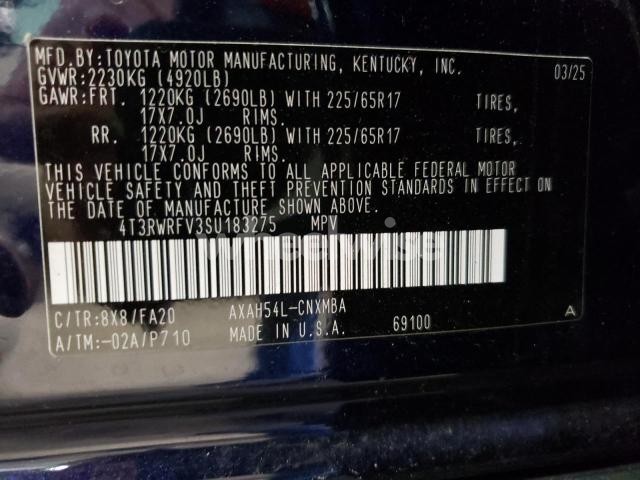 MFD.BY:TOYOTA MOTOR MANUFACTURING, KENTUCKY, INC. 03/25
GVWR:2230KG (4920LB)
GAWR:FRT. 1220KG (2690LB) WITH 225/65R17 TIRES,
17X7.0J RIMS.
RR. 1220KG (2690LB) WITH 225/65R17 TIRES,
17X7.0J RIMS.
THIS VEHICLE CONFORMS TO ALL APPLICABLE FEDERAL MOTOR
VEHICLE SAFETY AND THEFT PREVENTION STANDARDS IN EFFECT ON
THE DATE OF MANUFACTURE SHOWN ABOVE.
4T3RWRFV3SU183275 MPV
Wheelwise
C/TR:8X8/FA20 AXAH54L-CNXMBA
A/TM:-02A/P710 MADE IN U.S.A. 69100 A